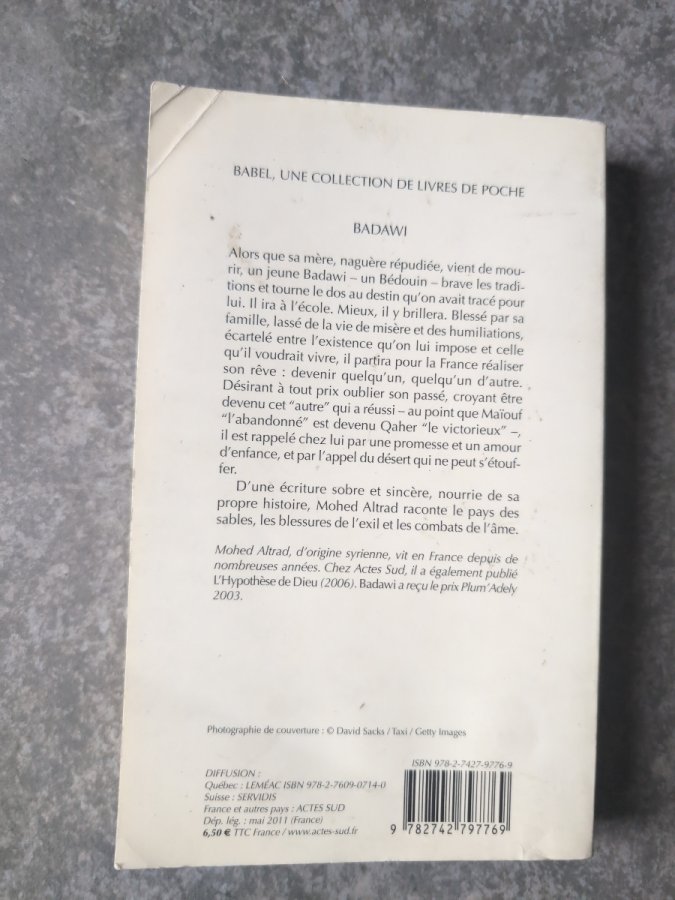 BABEL, UNE COLLECTION DE LIVRES DE POCHE
BADAWI
Alors que sa mère, naguère répudiée, vient de mou-
rir, un jeune Badawi – un Bédouin – brave les tradi-
tions et tourne le dos au destin qu'on avait tracé pour
lui. Il ira à l'école. Mieux, il y brillera. Blessé par sa
famille, lassé de la vie de misère et des humiliations,
écartelé entre l'existence qu'on lui impose et celle
qu'il voudrait vivre, il partira pour la France réaliser
son rêve : devenir quelqu'un, quelqu'un d'autre.
Désirant à tout prix oublier son passé, croyant être
devenu cet "autre" qui a réussi – au point que Maïouf
"l'abandonné" est devenu Qaher "le victorieux" –,
il est rappelé chez lui par une promesse et un amour
d'enfance, et par l'appel du désert qui ne peut s'étouf-
fer.
D'une écriture sobre et sincère, nourrie de sa
propre histoire, Mohed Altrad raconte le pays des
sables, les blessures de l'exil et les combats de l'âme.
Mohed Altrad, d'origine syrienne, vit en France depuis de
nombreuses années. Chez Actes Sud, il a également publié
L'Hypothèse de Dieu (2006). Badawi a reçu le prix Plum'Adely
2003.
Photographie de couverture : © David Sacks / Taxi / Getty Images
ISBN 978-2-7427-9776-9
DIFFUSION :
Québec : LEMÉAC ISBN 978-2-7609-0714-0
Suisse : SERVIDIS
France et autres pays : ACTES SUD
Dép. lég. : mai 2011 (France)
6,50 € TTC France / www.actes-sud.fr
9 782742 797769